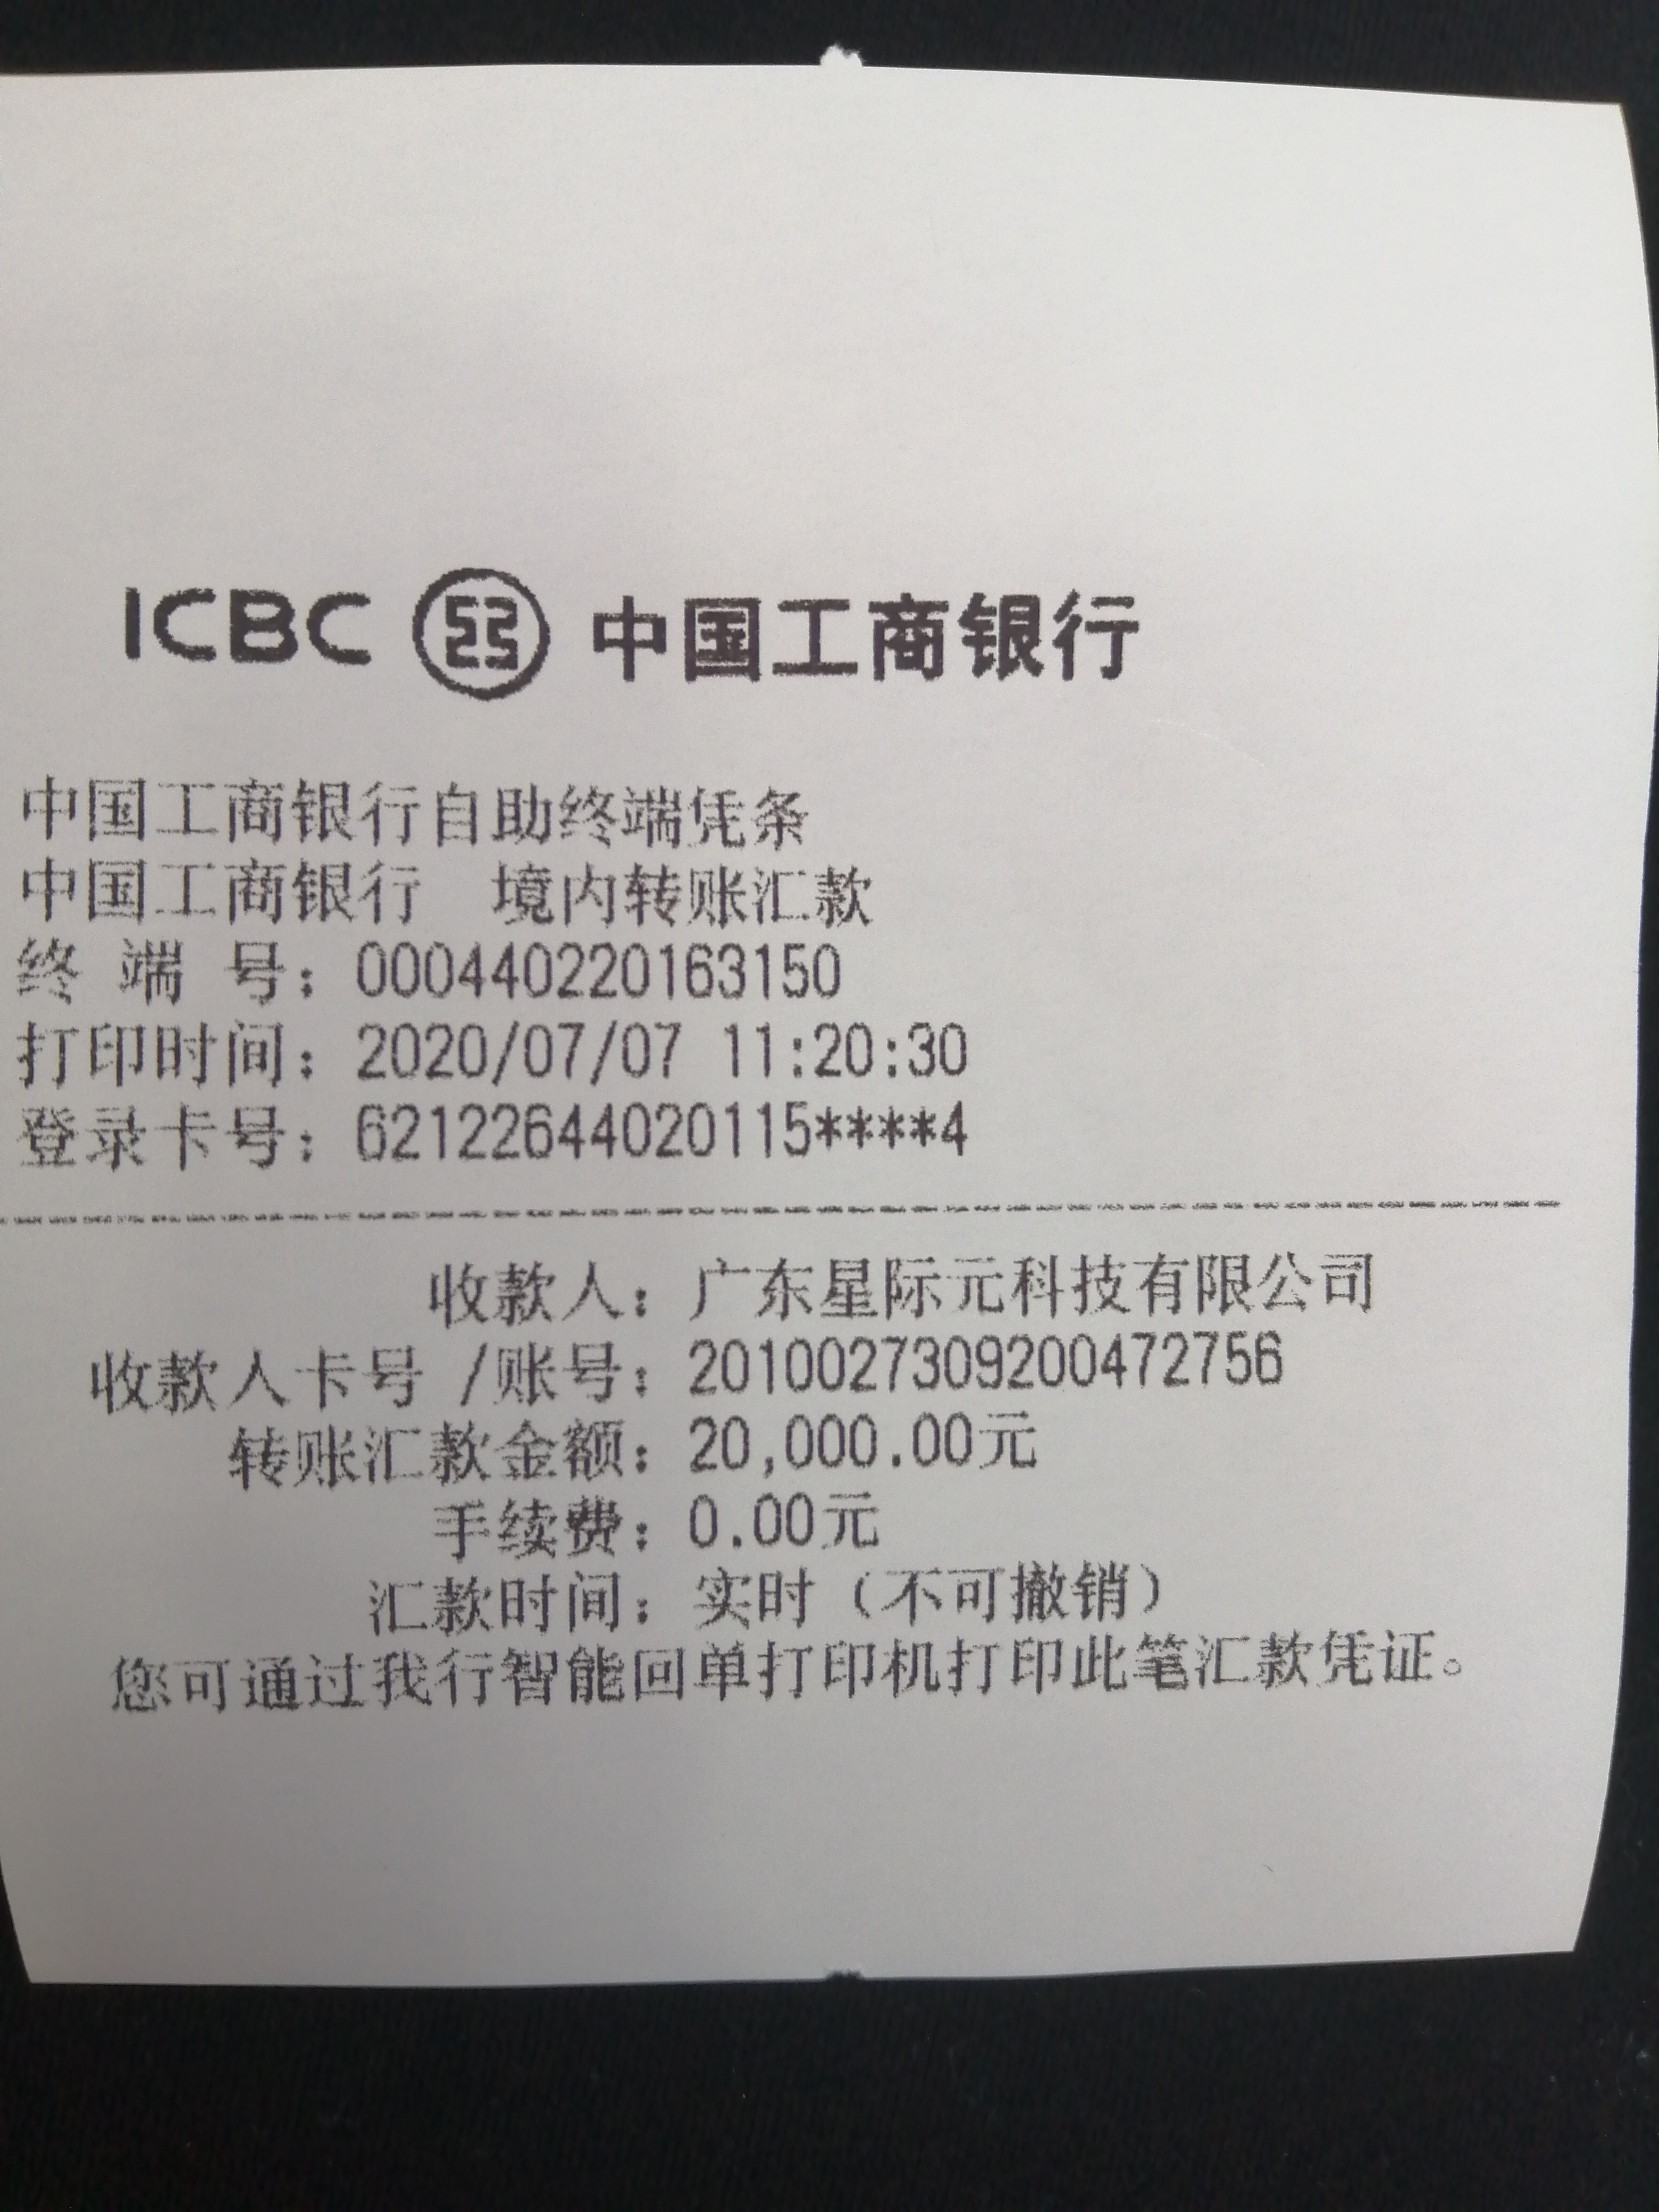 ICBC 中国工商银行
中国工商银行自助终端凭条
中国工商银行 境内转账汇款
终 端 号：000440220163150
打印时间：2020/07/07 11:20:30
登录卡号：62122644020115****4
收款人：广东星际元科技有限公司
收款人卡号 /账号：2010027309200472756
转账汇款金额：20,000.00元
手续费：0.00元
汇款时间：实时（不可撤销）
您可通过我行智能回单打印机打印此笔汇款凭证。